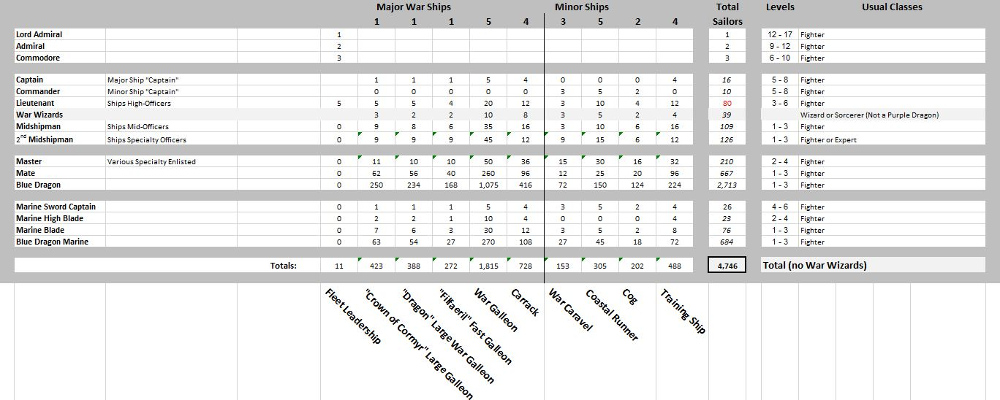 Major War Ships Minor Ships Total Levels Usual Classes
1 1 1 5 4 3 5 2 4 Sailors
Lord Admiral 1 1 12 - 17 Fighter
Admiral 2 2 9 - 12 Fighter
Commodore 3 3 6 - 10 Fighter
Captain Major Ship "Captain" 1 1 1 5 4 0 0 0 4 16 5 - 8 Fighter
Commander Minor Ship "Captain" 0 0 0 0 0 3 5 2 0 10 5 - 8 Fighter
Lieutenant Ships High-Officers 5 5 5 4 20 12 3 10 4 12 80 3 - 6 Fighter
War Wizards 3 2 2 10 8 3 5 2 4 39 Wizard or Sorcerer (Not a Purple Dragon)
Midshipman Ships Mid-Officers 0 9 8 6 35 16 3 10 6 16 109 1 - 3 Fighter
2nd Midshipman Ships Specialty Officers 0 9 9 9 45 12 9 15 6 12 126 1 - 3 Fighter or Expert
Master Various Specialty Enlisted 0 11 10 10 50 36 15 30 16 32 210 2 - 4 Fighter
Mate 0 62 56 40 260 96 12 25 20 96 667 1 - 3 Fighter
Blue Dragon 0 250 234 168 1,075 416 72 150 124 224 2,713 1 - 3 Fighter
Marine Sword Captain 0 1 1 1 5 4 3 5 2 4 26 4 - 6 Fighter
Marine High Blade 0 2 2 1 10 4 0 0 0 4 23 2 - 4 Fighter
Marine Blade 0 7 6 3 30 12 3 5 2 8 76 1 - 3 Fighter
Blue Dragon Marine 0 63 54 27 270 108 27 45 18 72 684 1 - 3 Fighter
Totals: 11 423 388 272 1,815 728 153 305 202 488 4,746 Total (no War Wizards)
Fleet Leadership
"Crown of Cormyr" Large Galleon
"Dragon" Large War Galleon
"Filfaeril" Fast Galleon
War Galleon
Carrack
War Caravel
Coastal Runner
Cog
Training Ship